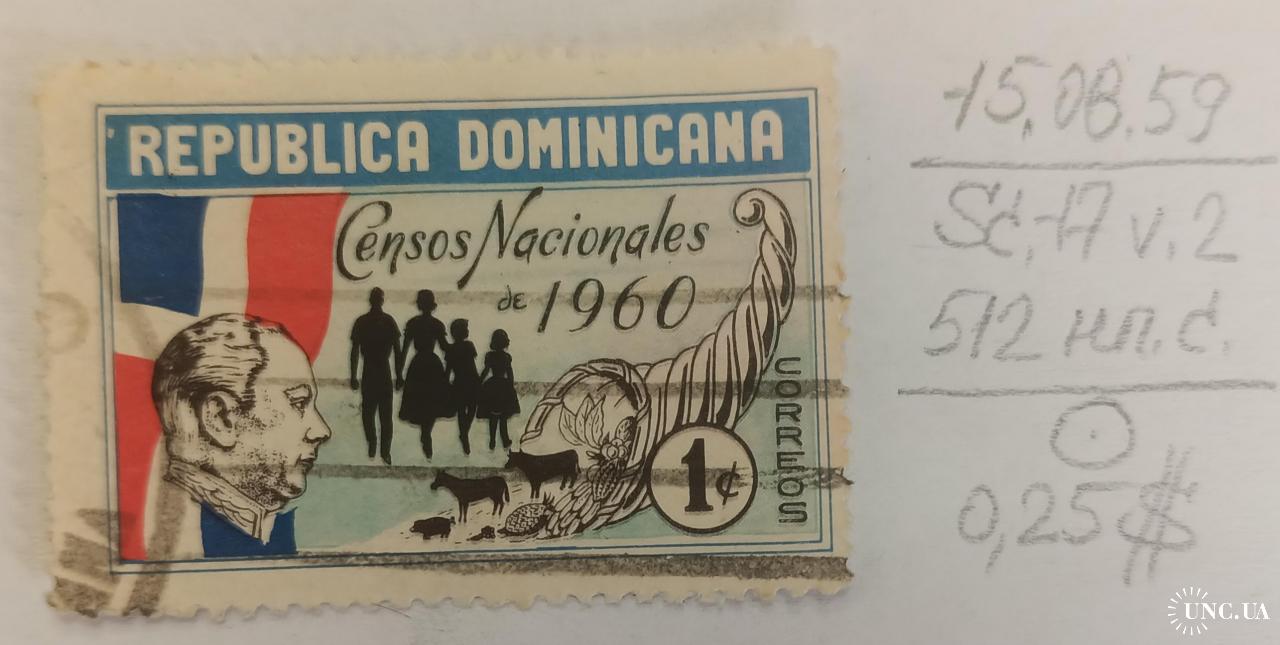 REPUBLICA DOMINICANA
Censos Nacionales
de 1960
CORREOS
1¢
15.08.59
Sc. 17 v. 2
512 мп.с.
0,25 $
UNC.UA